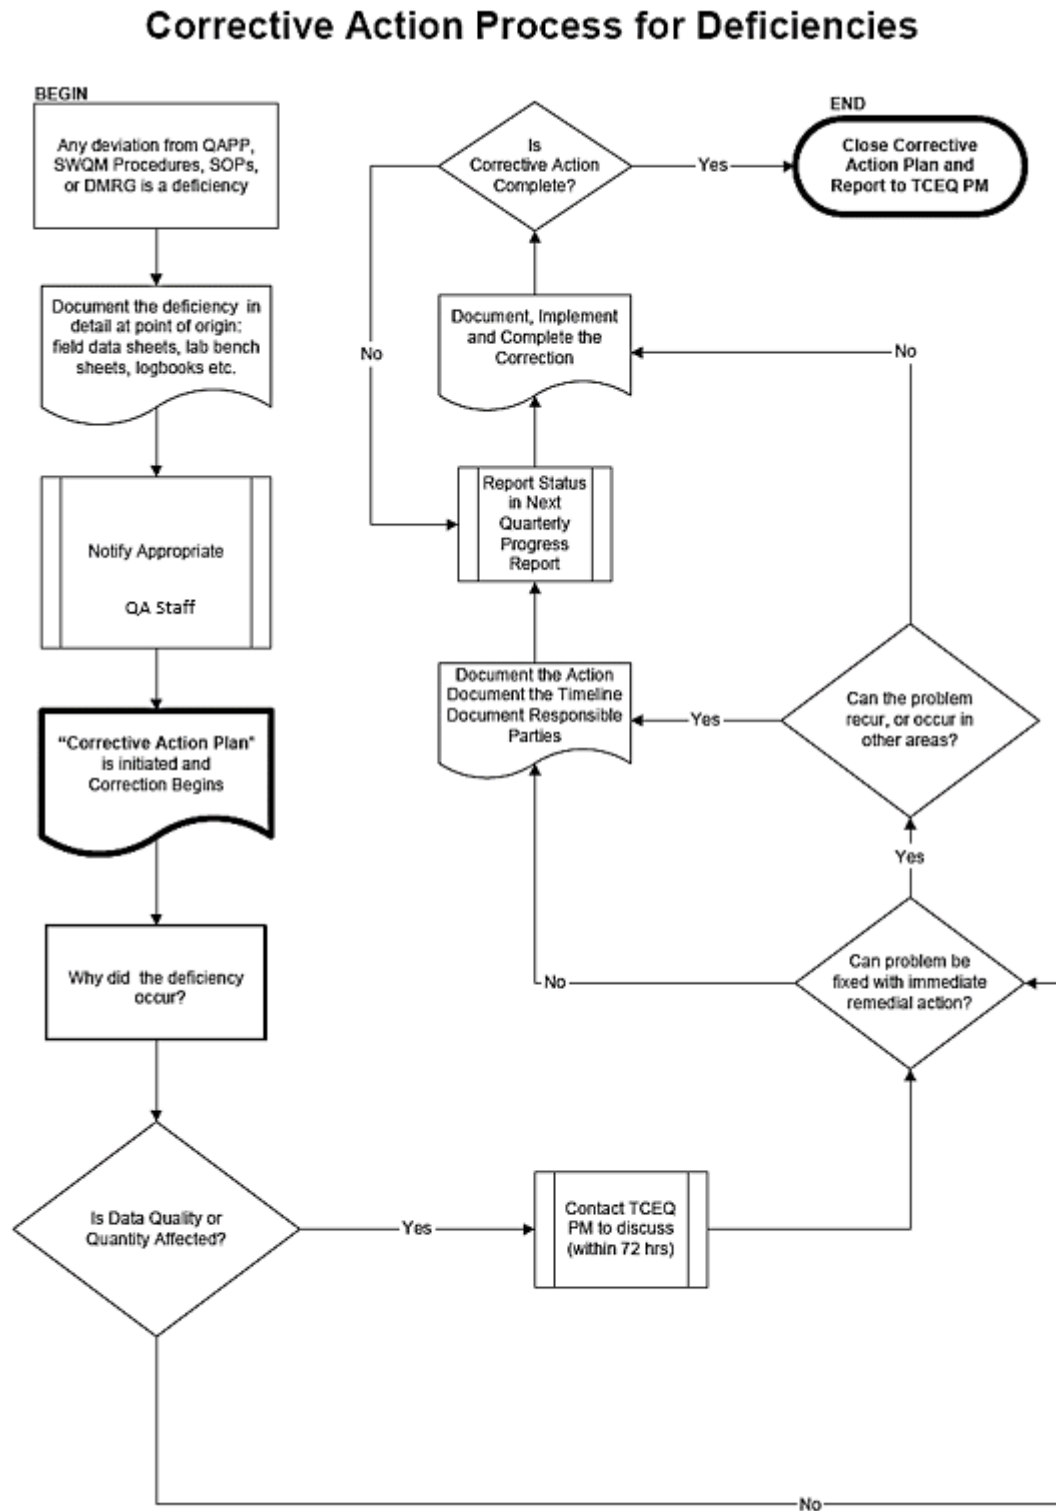 Corrective Action Process for Deficiencies
BEGIN
Any deviation from QAPP,
SWQM Procedures, SOPs,
or DMRG is a deficiency
Document the deficiency in
detail at point of origin:
field data sheets, lab bench
sheets, logbooks etc.
Notify Appropriate
QA Staff
“Corrective Action Plan"
is initiated and
Correction Begins
Why did the deficiency
occur?
Is Data Quality or
Quantity Affected?
Yes
Contact TCEQ
PM to discuss
(within 72 hrs)
No
Can problem be
fixed with immediate
remedial action?
No
Yes
Can the problem
recur, or occur in
other areas?
Yes
No
Document the Action
Document the Timeline
Document Responsible
Parties
Report Status
in Next
Quarterly
Progress
Report
Document, Implement
and Complete the
Correction
Is
Corrective Action
Complete?
No
Yes
END
Close Corrective
Action Plan and
Report to TCEQ PM